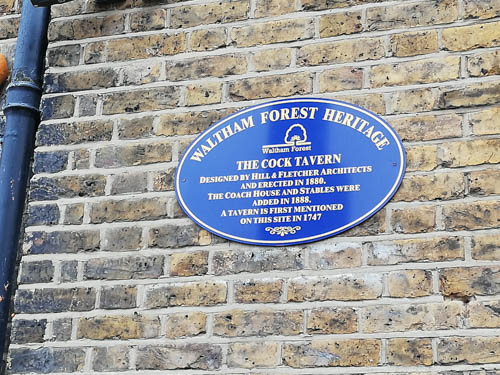 WALTHAM FOREST HERITAGE
Waltham Forest
THE COCK TAVERN
DESIGNED BY HILL & FLETCHER ARCHITECTS
AND ERECTED IN 1880.
THE COACH HOUSE AND STABLES WERE
ADDED IN 1888.
A TAVERN IS FIRST MENTIONED
ON THIS SITE IN 1747